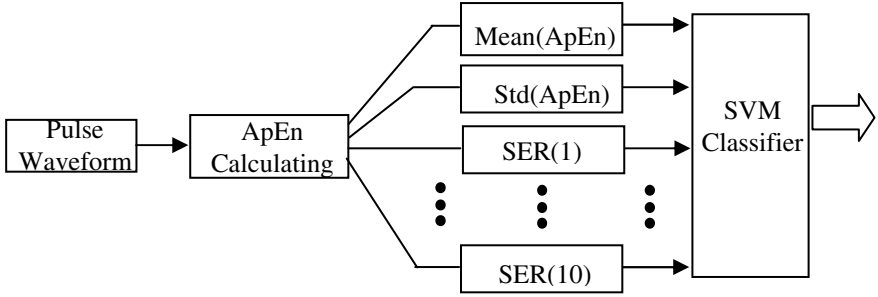 Pulse
Waveform
ApEn
Calculating
Mean(ApEn)
Std(ApEn)
SER(1)
SER(10)
SVM
Classifier